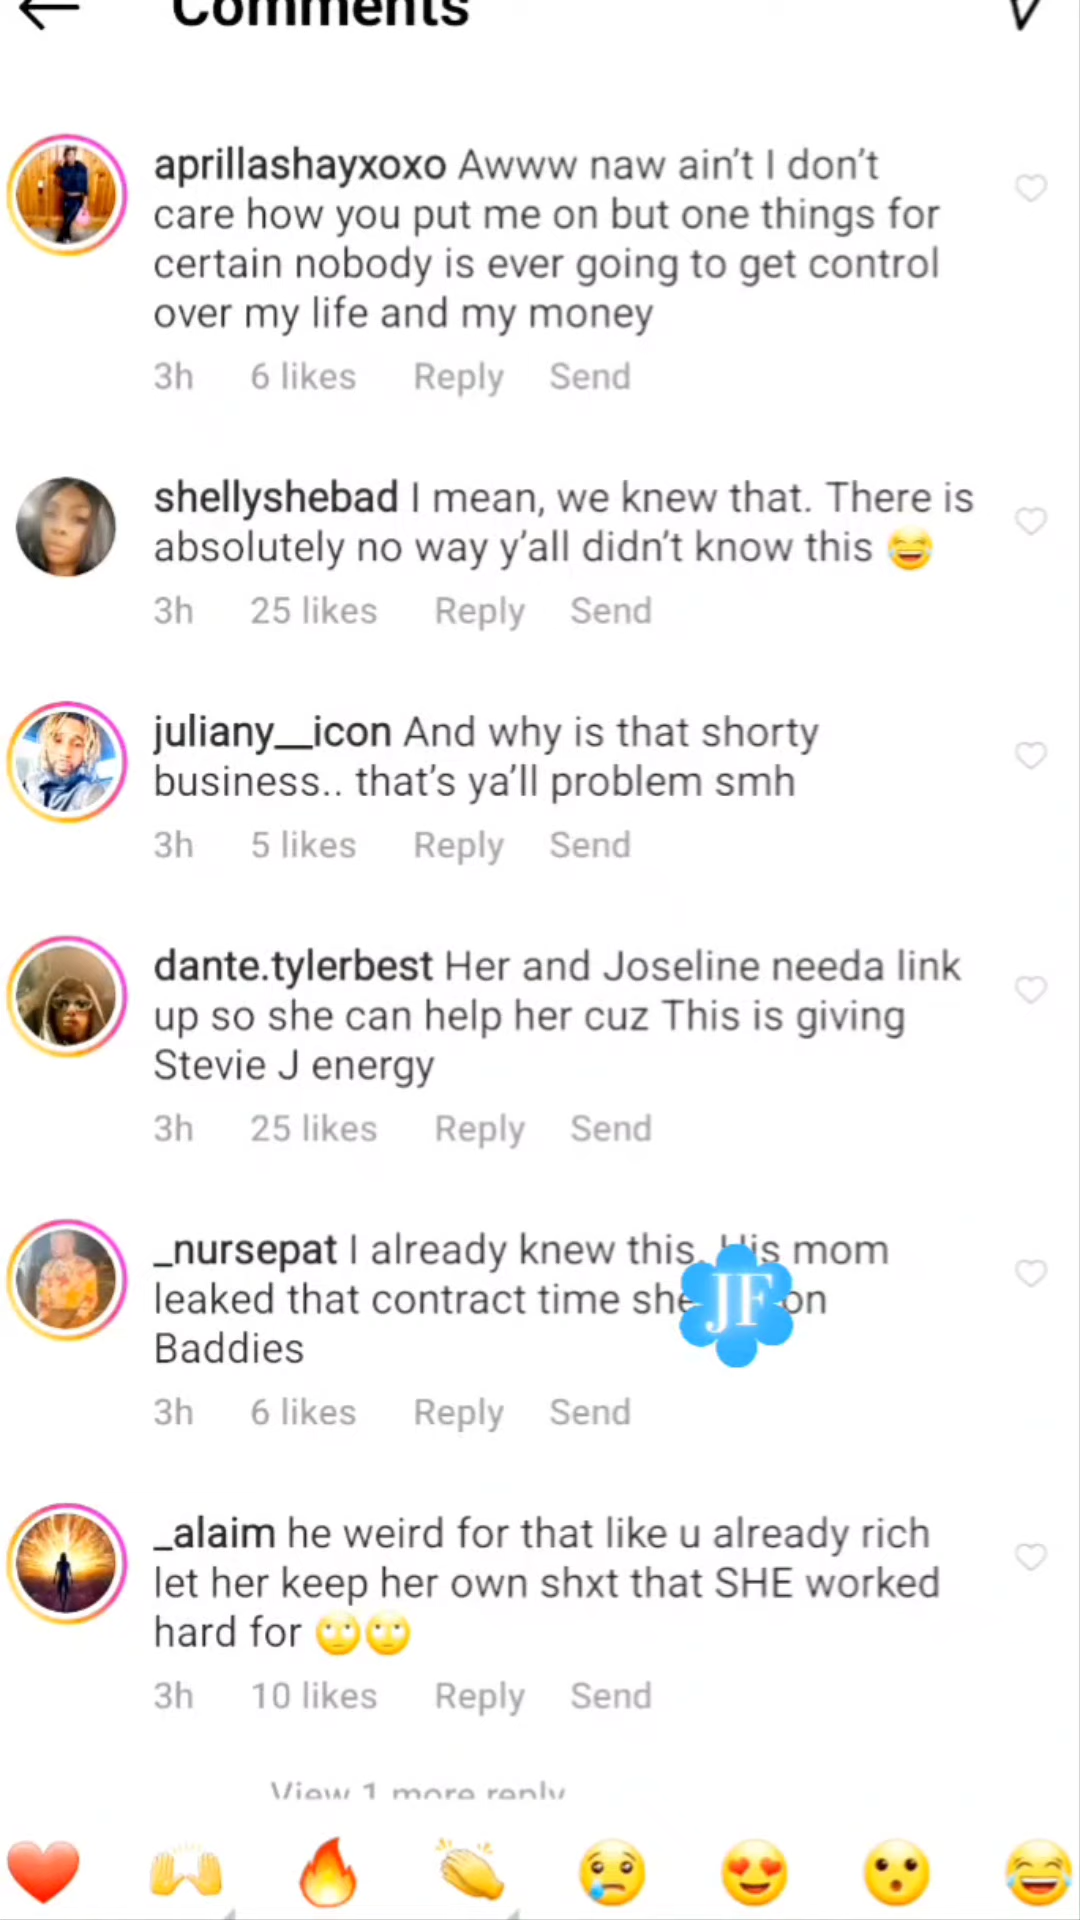 Comments
aprillashayxoxo Awww naw ain't I don't
care how you put me on but one things for
certain nobody is ever going to get control
over my life and my money
3h 6 likes Reply Send
shellyshebad I mean, we knew that. There is
absolutely no way y'all didn't know this 😂
3h 25 likes Reply Send
juliany__icon And why is that shorty
business.. that's ya'll problem smh
3h 5 likes Reply Send
dante.tylerbest Her and Joseline needa link
up so she can help her cuz This is giving
Stevie J energy
3h 25 likes Reply Send
_nursepat I already knew this. His mom
leaked that contract time she on
JF
Baddies
3h 6 likes Reply Send
_alaim he weird for that like u already rich
let her keep her own shxt that SHE worked
hard for 🙄🙄
3h 10 likes Reply Send
View 1 more reply